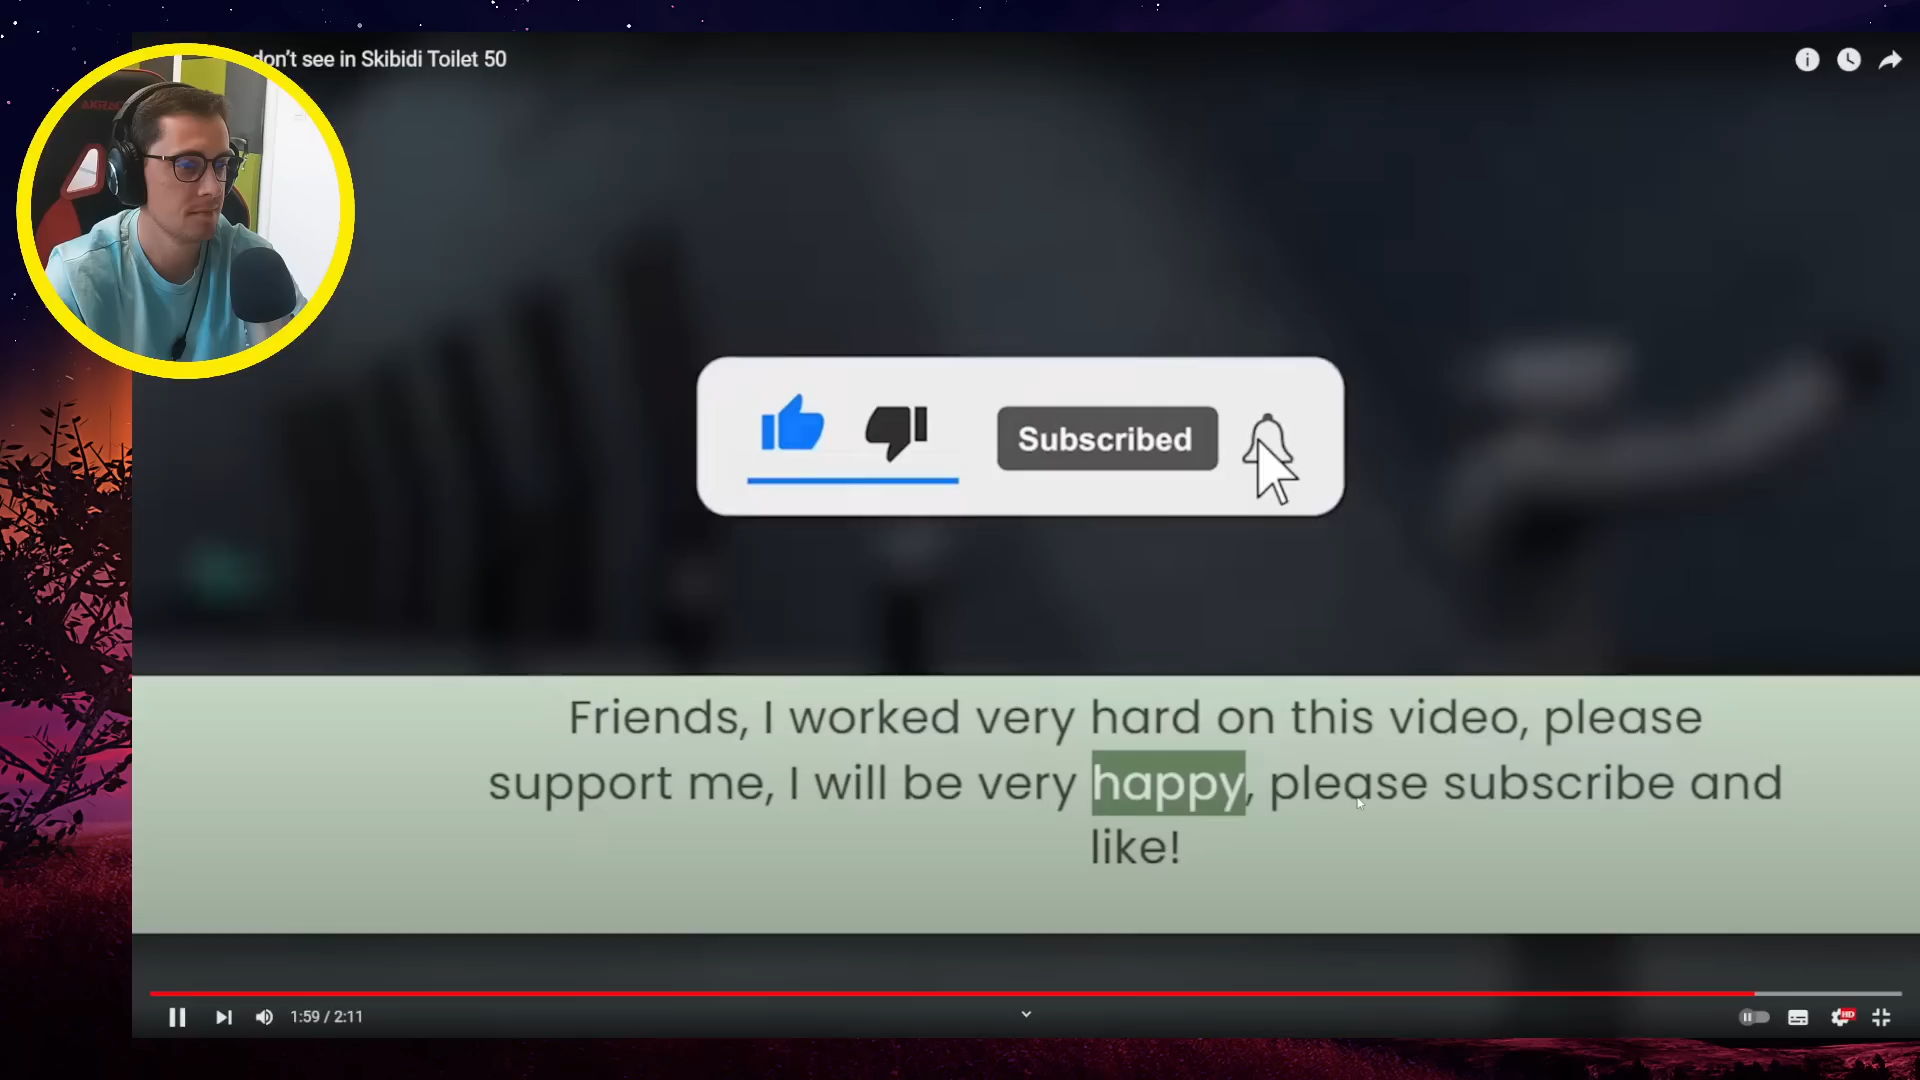 don't see in Skibidi Toilet 50
Subscribed
Friends, I worked very hard on this video, please
support me, I will be very happy, please subscribe and
like!
1:59 / 2:11
HD